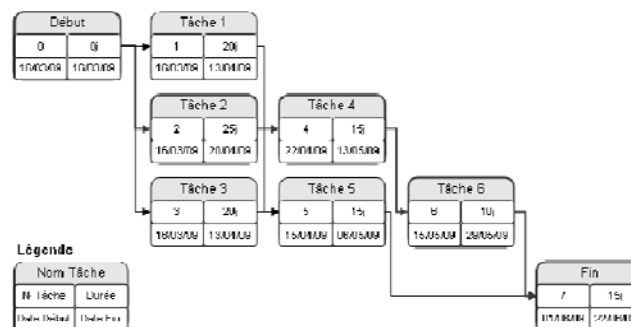 Début
0 0j
16/03/09 16/03/09
Tâche 1
1 20j
16/03/09 13/04/09
Tâche 2
2 25j
16/03/09 20/04/09
Tâche 4
4 15j
22/04/09 13/05/09
Tâche 3
3 20j
16/03/09 13/04/09
Tâche 5
5 15j
15/04/09 06/05/09
Tâche 6
6 10j
15/05/09 29/05/09
Légende
Nom Tâche
N Tâche Durée
Date Début Date Fin
Fin
7 15j
01/06/09